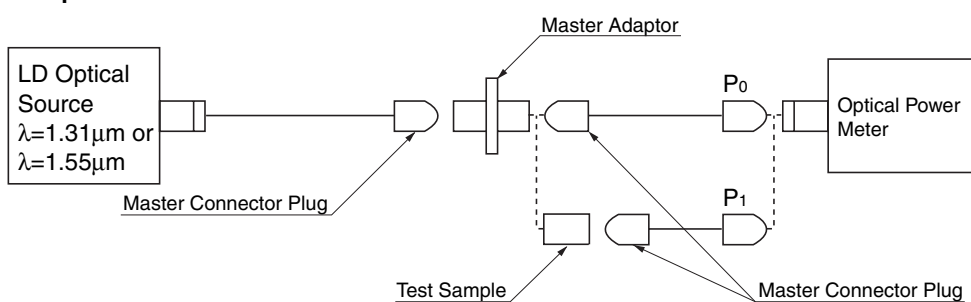 Master Adaptor
LD Optical
Source
λ=1.31μm or
λ=1.55μm
P0
Optical Power
Meter
Master Connector Plug
P1
Test Sample
Master Connector Plug